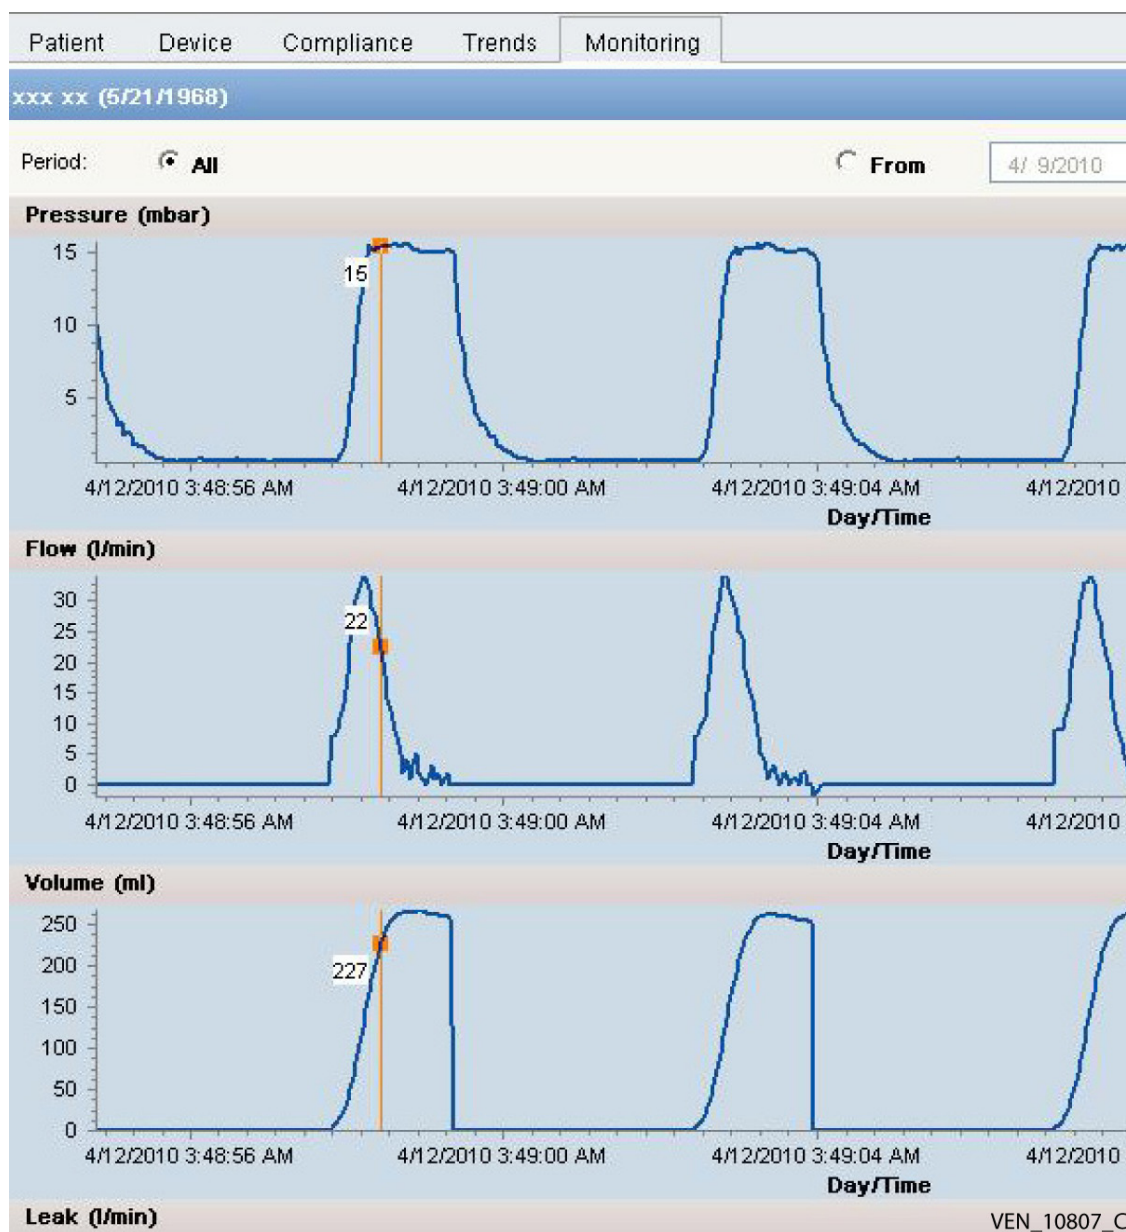 Patient Device Compliance Trends Monitoring
xxx xx (5/21/1968)
Period: All From 4/ 9/2010
Pressure (mbar)
15
15
10
5
4/12/2010 3:48:56 AM 4/12/2010 3:49:00 AM 4/12/2010 3:49:04 AM 4/12/2010
Day/Time
Flow (l/min)
30
22
25
20
15
10
5
0
4/12/2010 3:48:56 AM 4/12/2010 3:49:00 AM 4/12/2010 3:49:04 AM 4/12/2010
Day/Time
Volume (ml)
250
200
227
150
100
50
0
4/12/2010 3:48:56 AM 4/12/2010 3:49:00 AM 4/12/2010 3:49:04 AM 4/12/2010
Day/Time
Leak (l/min)
VEN_10807_C